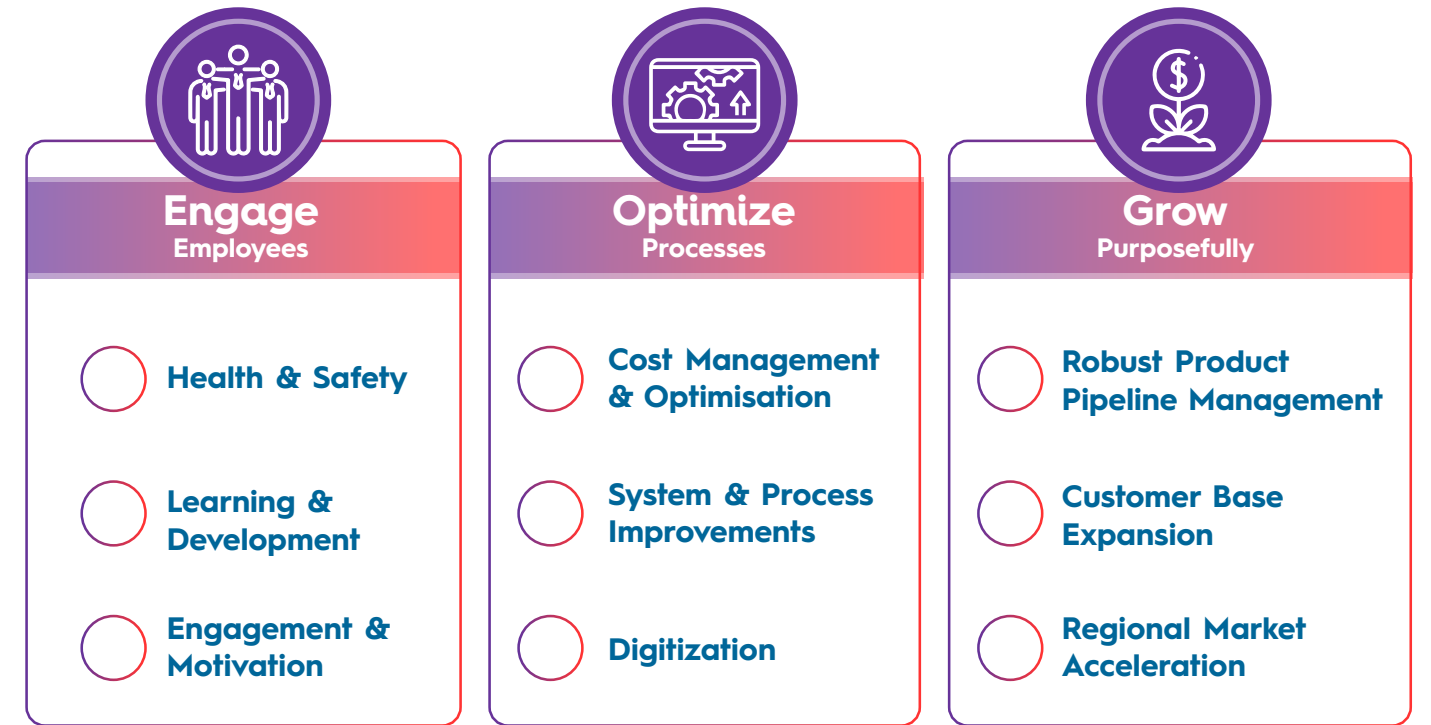 Engage
Employees
Health & Safety
Learning &
Development
Engagement &
Motivation
Optimize
Processes
Cost Management
& Optimisation
System & Process
Improvements
Digitization
$
Grow
Purposefully
Robust Product
Pipeline Management
Customer Base
Expansion
Regional Market
Acceleration